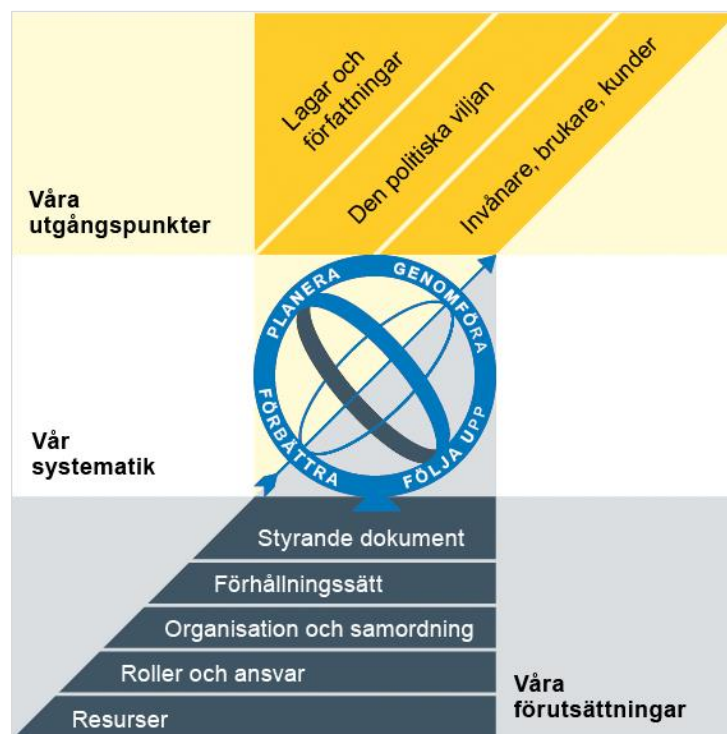 Lagar och
författningar
Den politiska viljan
Invånare, brukare, kunder
Våra
utgångspunkter
PLANERA
GENOMFÖRA
FÖLJA UPP
FÖRBÄTTRA
Vår
systematik
Styrande dokument
Förhållningssätt
Organisation och samordning
Roller och ansvar
Resurser
Våra
förutsättningar